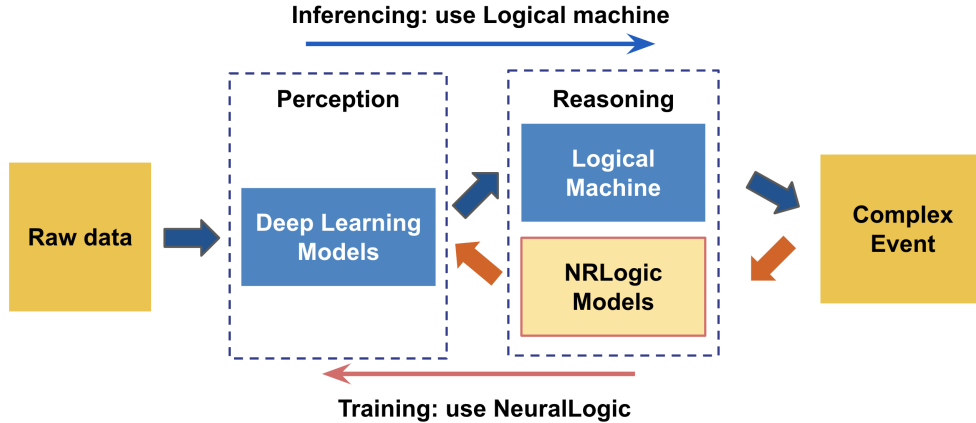 Inferencing: use Logical machine
Perception
Reasoning
Raw data
Deep Learning
Models
Logical
Machine
NRLogic
Models
Complex
Event
Training: use NeuralLogic